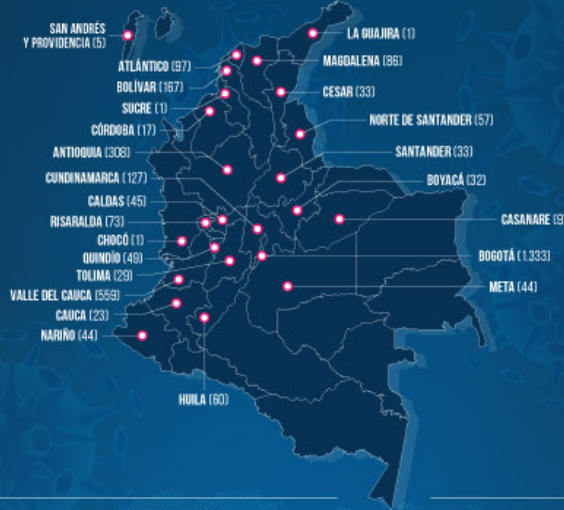 SAN ANDRÉS
Y PROVIDENCIA (5)
ATLÁNTICO (97)
BOLÍVAR (167)
SUCRE (1)
CÓRDOBA (17)
ANTIOQUIA (308)
CUNDINAMARCA (127)
CALDAS (45)
RISARALDA (73)
CHOCÓ (1)
QUINDÍO (49)
TOLIMA (29)
VALLE DEL CAUCA (559)
CAUCA (23)
NARIÑO (44)
HUILA (60)
LA GUAJIRA (1)
MAGDALENA (86)
CESAR (33)
NORTE DE SANTANDER (57)
SANTANDER (33)
BOYACÁ (32)
CASANARE (9
BOGOTÁ (1.333)
META (44)